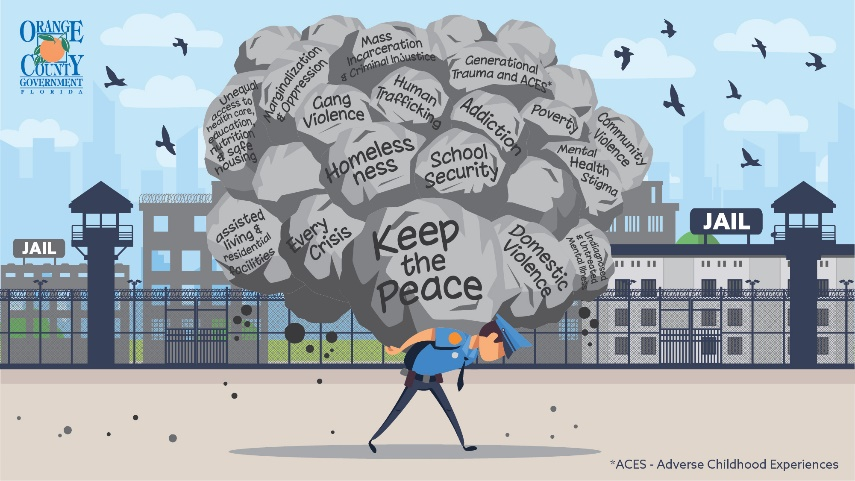 ORANGE
COUNTY
GOVERNMENT
FLORIDA
Mass
Incarceration
& Criminal Injustice
Marginalization
& Oppression
Generational
Trauma and ACES*
Unequal
access to
health care,
education,
nutrition
& safe
housing
Gang
Violence
Human
Trafficking
Addiction
Poverty
Community
Violence
Homeless
ness
School
Security
Mental
Health
Stigma
assisted
living &
residential
facilities
Every
Crisis
Keep
the
Peace
Domestic
Violence
Undiagnosed
& Untreated
Mental Illness
JAIL
JAIL
*ACES - Adverse Childhood Experiences